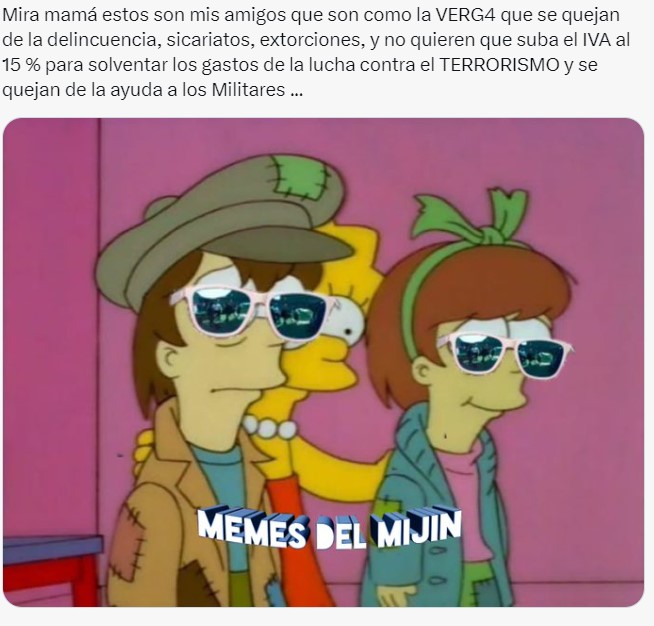 Mira mamá estos son mis amigos que son como la VERG4 que se quejan
de la delincuencia, sicariatos, extorciones, y no quieren que suba el IVA al
15 % para solventar los gastos de la lucha contra el TERRORISMO y se
quejan de la ayuda a los Militares ...
MEMES DEL MIJIN